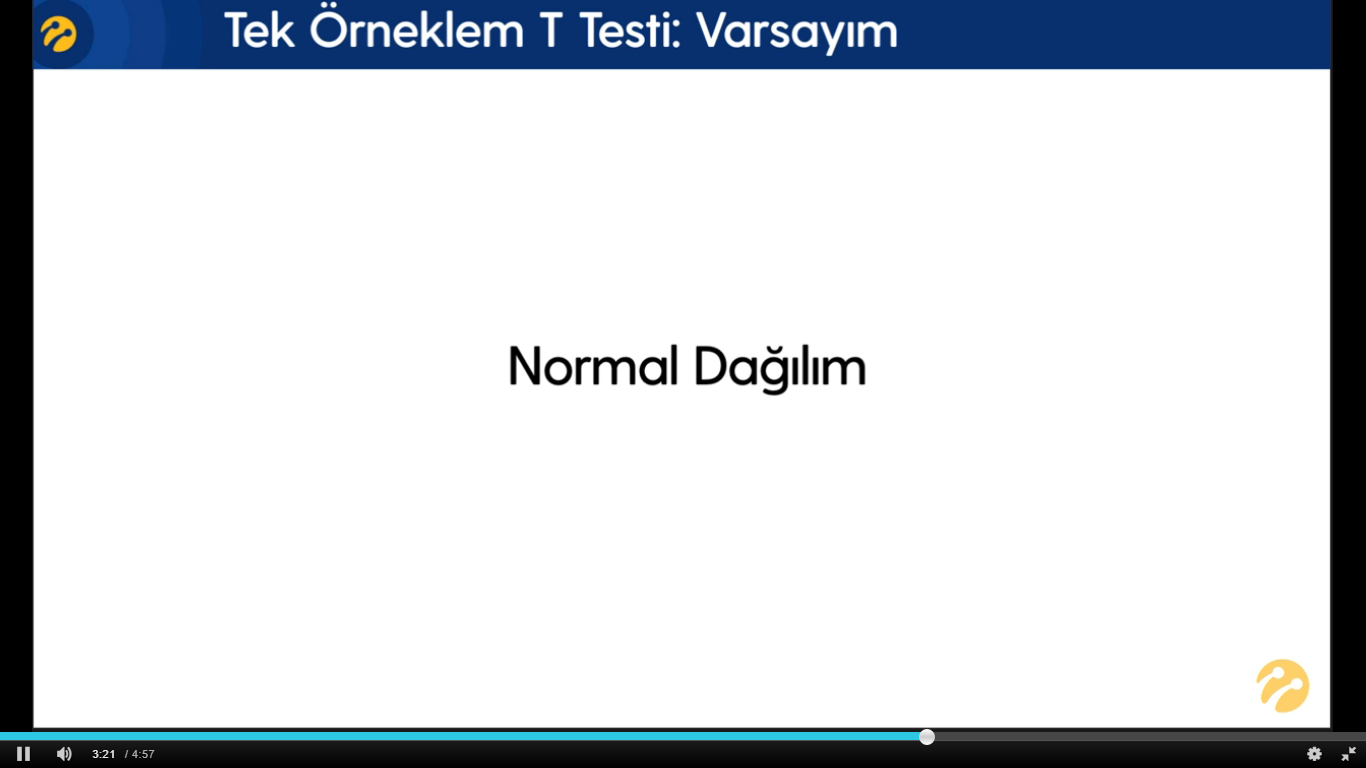 Tek Örneklem T Testi: Varsayım
Normal Dağılım
3:21 / 4:57